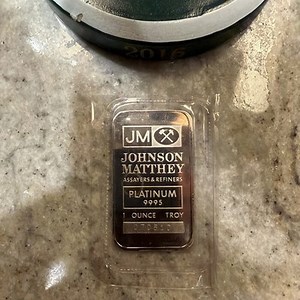 2016
JM
JOHNSON
MATTHEY
ASSAYERS & REFINERS
PLATINUM
9995
1 OUNCE TROY